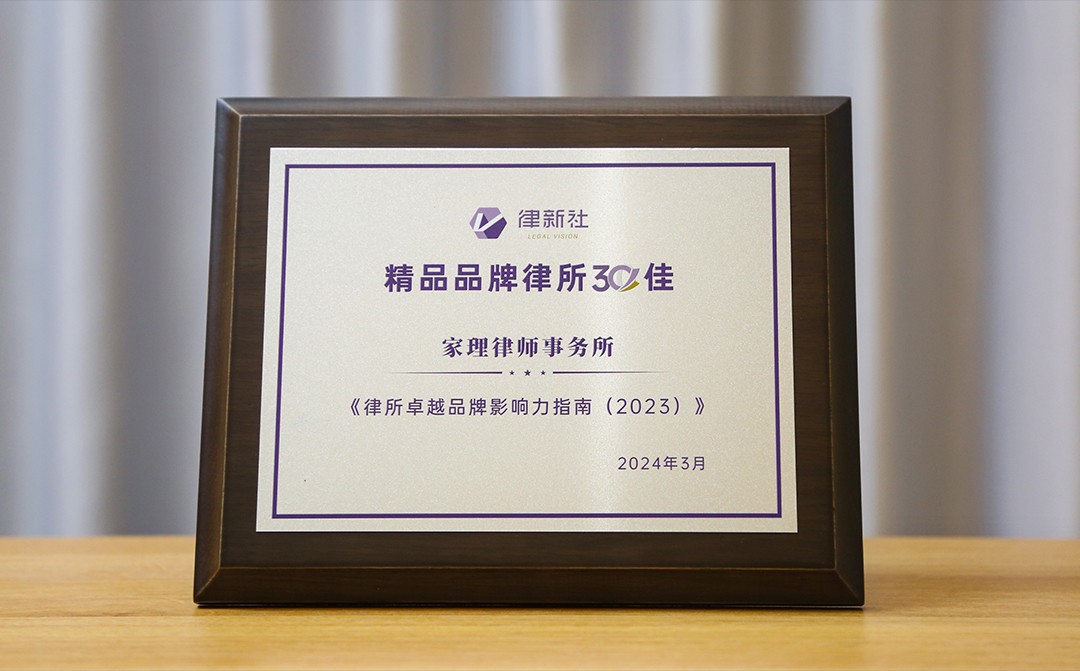 律新社
LEGAL VISION
精品品牌律所30佳
家理律师事务所
《律所卓越品牌影响力指南（2023）》
2024年3月